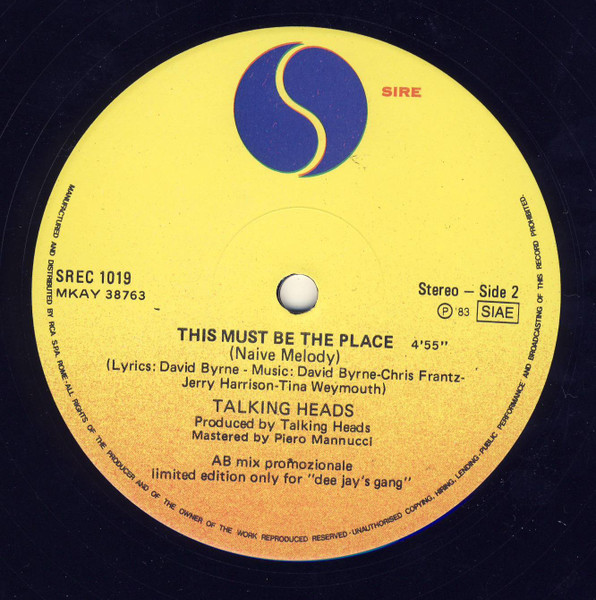 SIRE
SREC 1019
MKAY 38763
Stereo — Side 2
Ⓟ '83 SIAE
THIS MUST BE THE PLACE 4'55"
(Naive Melody)
(Lyrics: David Byrne - Music: David Byrne-Chris Frantz-
Jerry Harrison-Tina Weymouth)
TALKING HEADS
Produced by Talking Heads
Mastered by Piero Mannucci
AB mix promozionale
limited edition only for "dee jay's gang"
MANUFACTURED AND DISTRIBUTED BY RCA S.P.A. ROME · ALL RIGHTS OF THE PRODUCER AND OF THE OWNER OF THE WORK REPRODUCED RESERVED · UNAUTHORISED COPYING, HIRING, LENDING · PUBLIC PERFORMANCE AND BROADCASTING OF THIS RECORD PROHIBITED.